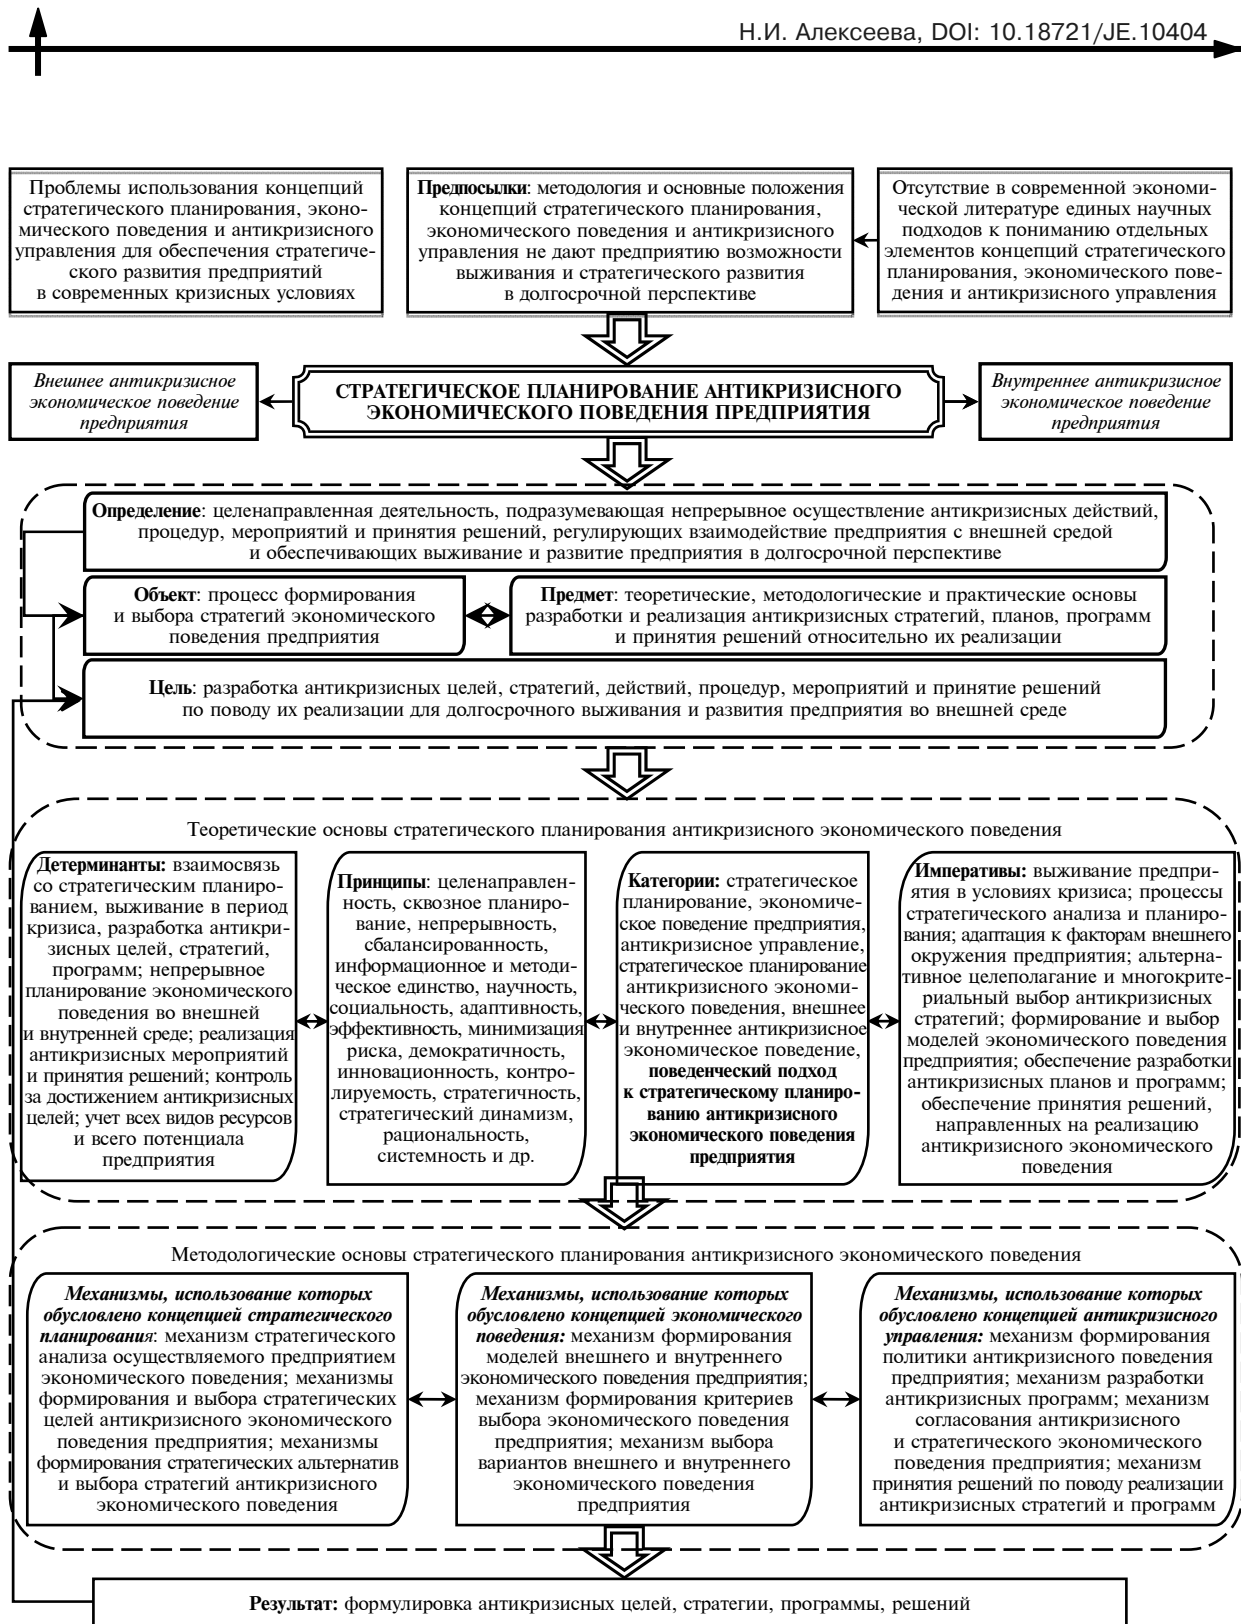 Н.И. Алексеева, DOI: 10.18721/JE.10404
Проблемы использования концепций
стратегического планирования, эконо-
мического поведения и антикризисного
управления для обеспечения стратегиче-
ского развития предприятий
в современных кризисных условиях
Предпосылки: методология и основные положения
концепций стратегического планирования,
экономического поведения и антикризисного
управления не дают предприятию возможности
выживания и стратегического развития
в долгосрочной перспективе
Отсутствие в современной экономи-
ческой литературе единых научных
подходов к пониманию отдельных
элементов концепций стратегического
планирования, экономического пове-
дения и антикризисного управления
Внешнее антикризисное
экономическое поведение
предприятия
СТРАТЕГИЧЕСКОЕ ПЛАНИРОВАНИЕ АНТИКРИЗИСНОГО
ЭКОНОМИЧЕСКОГО ПОВЕДЕНИЯ ПРЕДПРИЯТИЯ
Внутреннее антикризисное
экономическое поведение
предприятия
Определение: целенаправленная деятельность, подразумевающая непрерывное осуществление антикризисных действий,
процедур, мероприятий и принятия решений, регулирующих взаимодействие предприятия с внешней средой
и обеспечивающих выживание и развитие предприятия в долгосрочной перспективе
Объект: процесс формирования
и выбора стратегий экономического
поведения предприятия
Предмет: теоретические, методологические и практические основы
разработки и реализация антикризисных стратегий, планов, программ
и принятия решений относительно их реализации
Цель: разработка антикризисных целей, стратегий, действий, процедур, мероприятий и принятие решений
по поводу их реализации для долгосрочного выживания и развития предприятия во внешней среде
Теоретические основы стратегического планирования антикризисного экономического поведения
Детерминанты: взаимосвязь
со стратегическим планиро-
ванием, выживание в период
кризиса, разработка антикри-
зисных целей, стратегий,
программ; непрерывное
планирование экономического
поведения во внешней
и внутренней среде; реализация
антикризисных мероприятий
и принятия решений; контроль
за достижением антикризисных
целей; учет всех видов ресурсов
и всего потенциала
предприятия
Принципы: целенаправлен-
ность, сквозное планиро-
вание, непрерывность,
сбалансированность,
информационное и методи-
ческое единство, научность,
социальность, адаптивность,
эффективность, минимизация
риска, демократичность,
инновационность, контро-
лируемость, стратегичность,
стратегический динамизм,
рациональность,
системность и др.
Категории: стратегическое
планирование, экономиче-
ское поведение предприятия,
антикризисное управление,
стратегическое планирование
антикризисного экономи-
ческого поведения, внешнее
и внутреннее антикризисное
экономическое поведение,
поведенческий подход
к стратегическому планиро-
ванию антикризисного
экономического поведения
предприятия
Императивы: выживание предпри-
ятия в условиях кризиса; процессы
стратегического анализа и планиро-
вания; адаптация к факторам внешнего
окружения предприятия; альтерна-
тивное целеполагание и многокрите-
риальный выбор антикризисных
стратегий; формирование и выбор
моделей экономического поведения
предприятия; обеспечение разработки
антикризисных планов и программ;
обеспечение принятия решений,
направленных на реализацию
антикризисного экономического
поведения
Методологические основы стратегического планирования антикризисного экономического поведения
Механизмы, использование которых
обусловлено концепцией стратегического
планирования: механизм стратегического
анализа осуществляемого предприятием
экономического поведения; механизмы
формирования и выбора стратегических
целей антикризисного экономического
поведения предприятия; механизмы
формирования стратегических альтернатив
и выбора стратегий антикризисного
экономического поведения
Механизмы, использование которых
обусловлено концепцией экономического
поведения: механизм формирования
моделей внешнего и внутреннего
экономического поведения предприятия;
механизм формирования критериев
выбора экономического поведения
предприятия; механизм выбора
вариантов внешнего и внутреннего
экономического поведения
предприятия
Механизмы, использование которых
обусловлено концепцией антикризисного
управления: механизм формирования
политики антикризисного поведения
предприятия; механизм разработки
антикризисных программ; механизм
согласования антикризисного
и стратегического экономического
поведения предприятия; механизм
принятия решений по поводу реализации
антикризисных стратегий и программ
Результат: формулировка антикризисных целей, стратегии, программы, решений